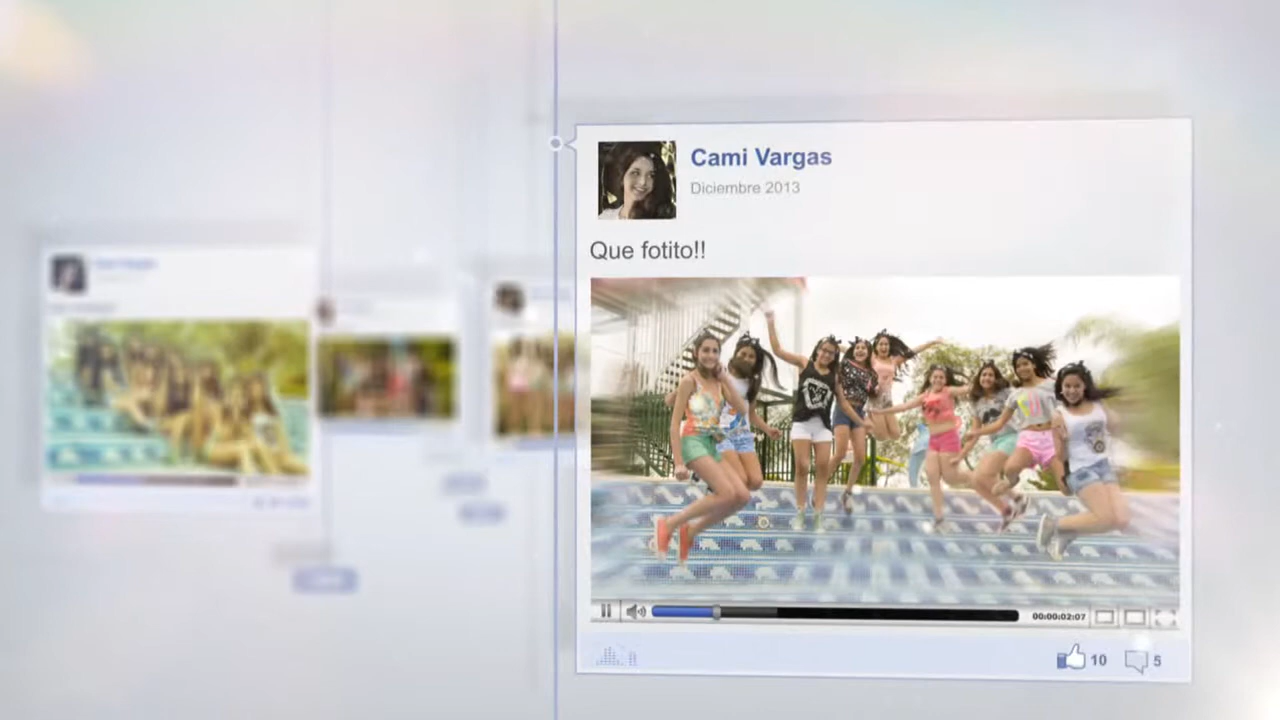 Cami Vargas
Diciembre 2013
Que fotito!!
00:00:02:07
10
5